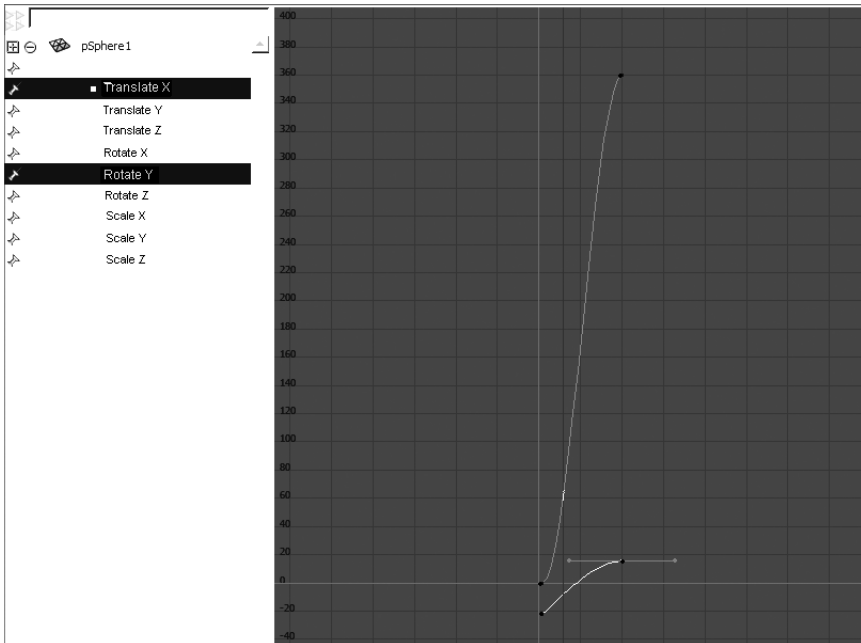 pSphere1
Translate X
Translate Y
Translate Z
Rotate X
Rotate Y
Rotate Z
Scale X
Scale Y
Scale Z
400
360
340
320
300
280
260
240
220
200
180
160
140
120
100
80
60
40
20
0
-20
-40